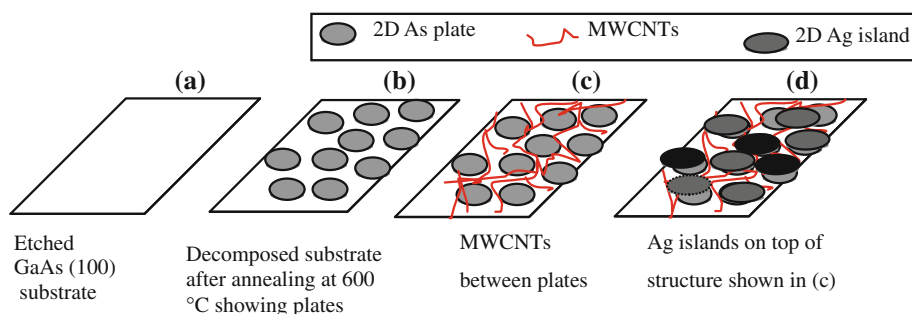 2D As plate
MWCNTs
2D Ag island
(a)
(b)
(c)
(d)
Etched
GaAs (100)
substrate
Decomposed substrate
after annealing at 600
°C showing plates
MWCNTs
between plates
Ag islands on top of
structure shown in (c)